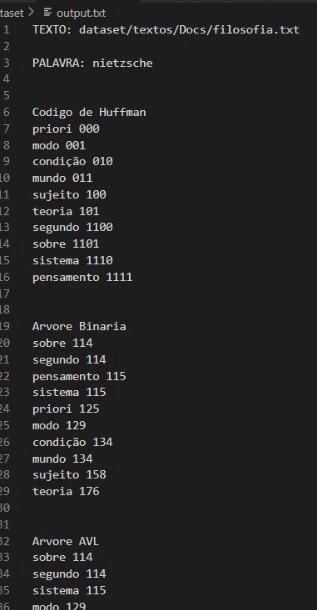 taset > output.txt
1 TEXTO: dataset/textos/Docs/filosofia.txt
2
3 PALAVRA: nietzsche
4
5
6 Codigo de Huffman
7 priori 000
8 modo 001
9 condição 010
10 mundo 011
11 sujeito 100
12 teoria 101
13 segundo 1100
14 sobre 1101
15 sistema 1110
16 pensamento 1111
17
18
19 Arvore Binaria
20 sobre 114
21 segundo 114
22 pensamento 115
23 sistema 115
24 priori 125
25 modo 129
26 condição 134
27 mundo 134
28 sujeito 158
29 teoria 176
30
31
32 Arvore AVL
33 sobre 114
34 segundo 114
35 sistema 115
36 modo 129